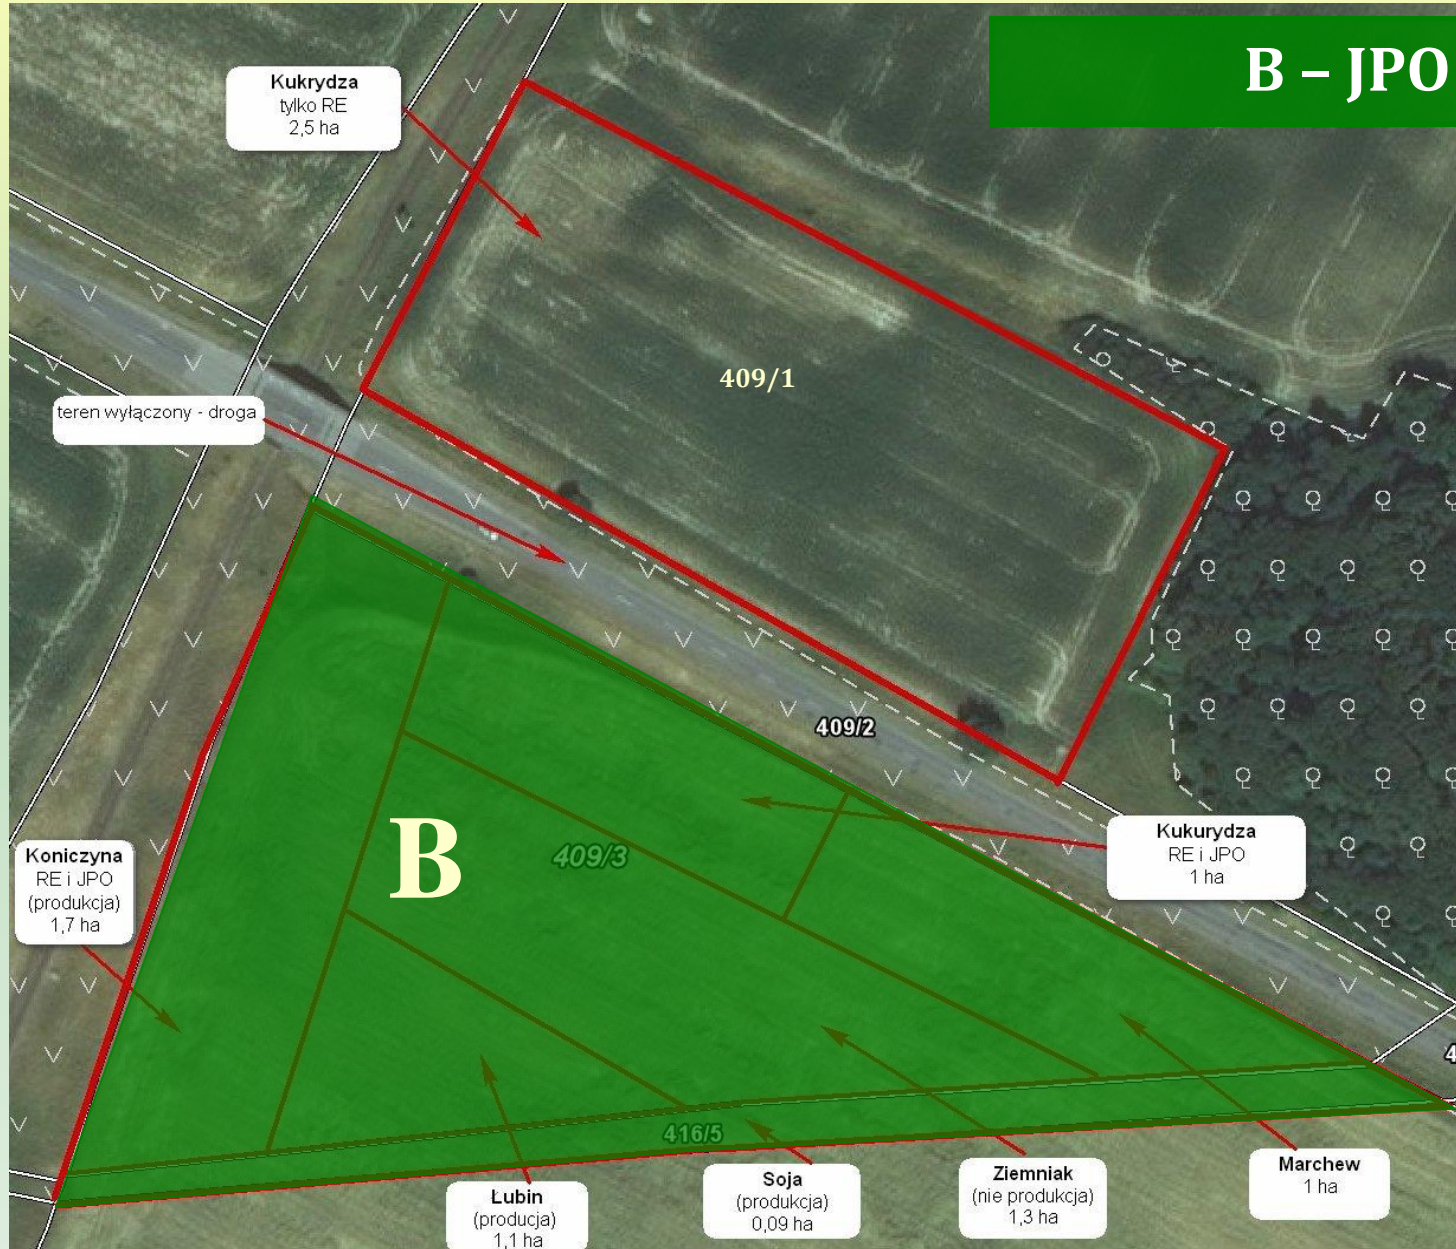 B – JPO
Kukrydza
tylko RE
2,5 ha
409/1
teren wyłączony - droga
409/2
Kukurydza
RE i JPO
1 ha
B
409/3
Koniczyna
RE i JPO
(produkcja)
1,7 ha
4
416/5
Łubin
(producja)
1,1 ha
Soja
(produkcja)
0,09 ha
Ziemniak
(nie produkcja)
1,3 ha
Marchew
1 ha